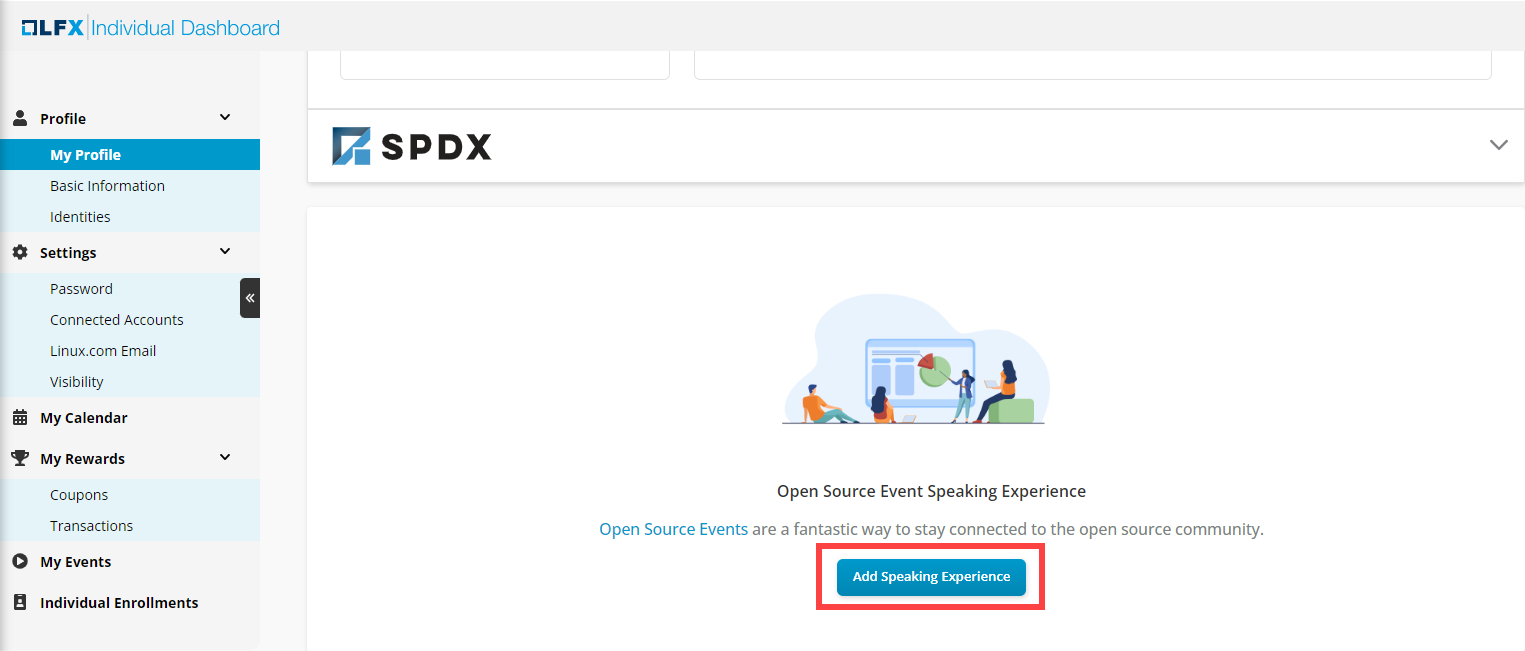 LFX Individual Dashboard
Profile
My Profile
Basic Information
Identities
Settings
Password
Connected Accounts
Linux.com Email
Visibility
My Calendar
My Rewards
Coupons
Transactions
My Events
Individual Enrollments
SPDX
Open Source Event Speaking Experience
Open Source Events are a fantastic way to stay connected to the open source community.
Add Speaking Experience